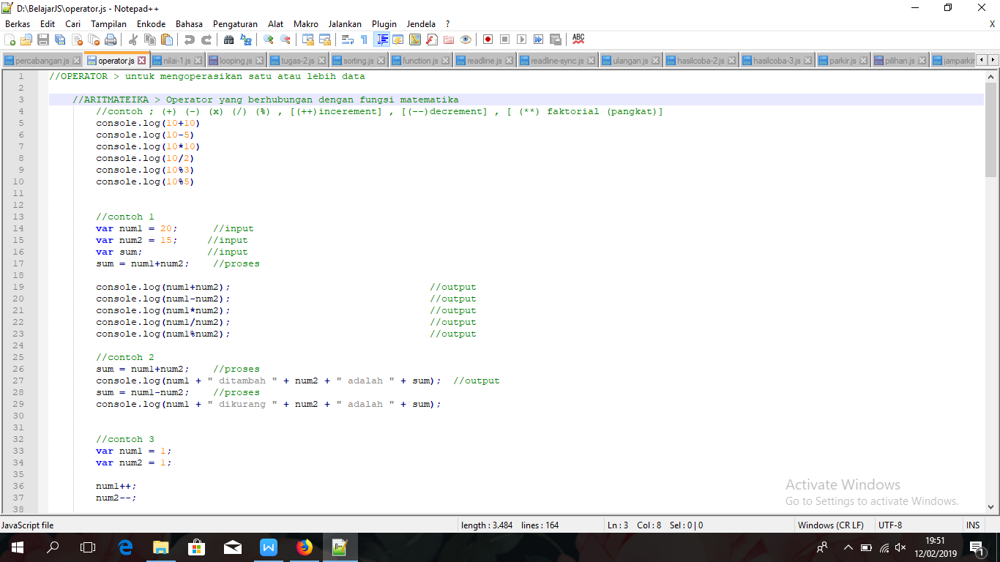 D:\BelajarJS\operator.js - Notepad++
Berkas Edit Cari Tampilan Enkode Bahasa Pengaturan Alat Makro Jalankan Plugin Jendela ? X
ABC
percabangan.js operator.js nilai-1.js looping.js tugas-2.js sorting.js function.js readline.js readline-sync.js ulangan.js hasilcoba-2.js hasilcoba-3.js parkir.js pilihan.js jamparkir
1 //OPERATOR > untuk mengoperasikan satu atau lebih data
2
3 //ARITMATEIKA > Operator yang berhubungan dengan fungsi matematika
4 //contoh ; (+) (-) (x) (/) (%) , [(++)incerement] , [(--)decrement] , [ (**) faktorial (pangkat)]
5 console.log(10+10)
6 console.log(10-5)
7 console.log(10*10)
8 console.log(10/2)
9 console.log(10%3)
10 console.log(10%5)
11
12
13 //contoh 1
14 var num1 = 20; //input
15 var num2 = 15; //input
16 var sum; //input
17 sum = num1+num2; //proses
18
19 console.log(num1+num2); //output
20 console.log(num1-num2); //output
21 console.log(num1*num2); //output
22 console.log(num1/num2); //output
23 console.log(num1%num2); //output
24
25 //contoh 2
26 sum = num1+num2; //proses
27 console.log(num1 + " ditambah " + num2 + " adalah " + sum); //output
28 sum = num1-num2; //proses
29 console.log(num1 + " dikurang " + num2 + " adalah " + sum);
30
31
32 //contoh 3
33 var num1 = 1;
34 var num2 = 1;
35
36 num1++;
37 num2--;
38
Activate Windows
Go to Settings to activate Windows.
JavaScript file length : 3.484 lines : 164 Ln : 3 Col : 8 Sel : 0 | 0 Windows (CR LF) UTF-8 INS
19:51
12/02/2019
1